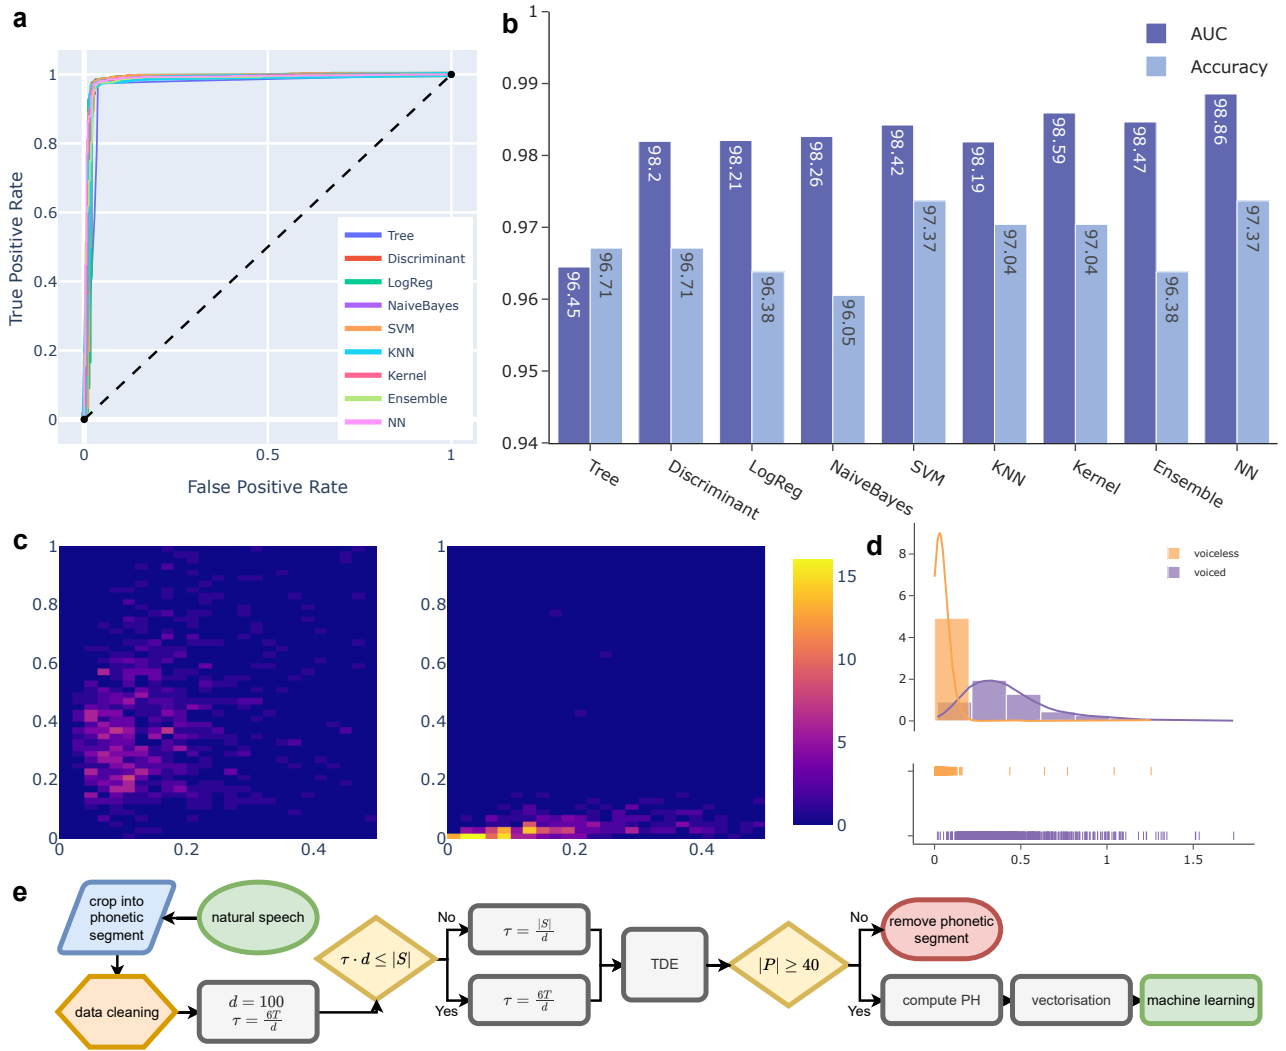 a
True Positive Rate
1
0.8
0.6
0.4
0.2
0
0
0.5
1
False Positive Rate
Tree
Discriminant
LogReg
NaiveBayes
SVM
KNN
Kernel
Ensemble
NN
b
1
0.99
0.98
0.97
0.96
0.95
0.94
AUC
Accuracy
96.45
96.71
98.2
96.71
98.21
96.38
98.26
96.05
98.42
97.37
98.19
97.04
98.59
97.04
98.47
96.38
98.86
97.37
Tree
Discriminant
LogReg
NaiveBayes
SVM
KNN
Kernel
Ensemble
NN
c
1
0.8
0.6
0.4
0.2
0
0
0.2
0.4
1
0.8
0.6
0.4
0.2
0
0
0.2
0.4
15
10
5
0
d
8
6
4
2
0
voiceless
voiced
0
0.5
1
1.5
e
natural speech
crop into
phonetic
segment
data cleaning
d = 100
τ = 6T/d
τ · d ≤ |S|
No
Yes
τ = |S|/d
τ = 6T/d
TDE
|P| ≥ 40
No
Yes
remove phonetic
segment
compute PH
vectorisation
machine learning